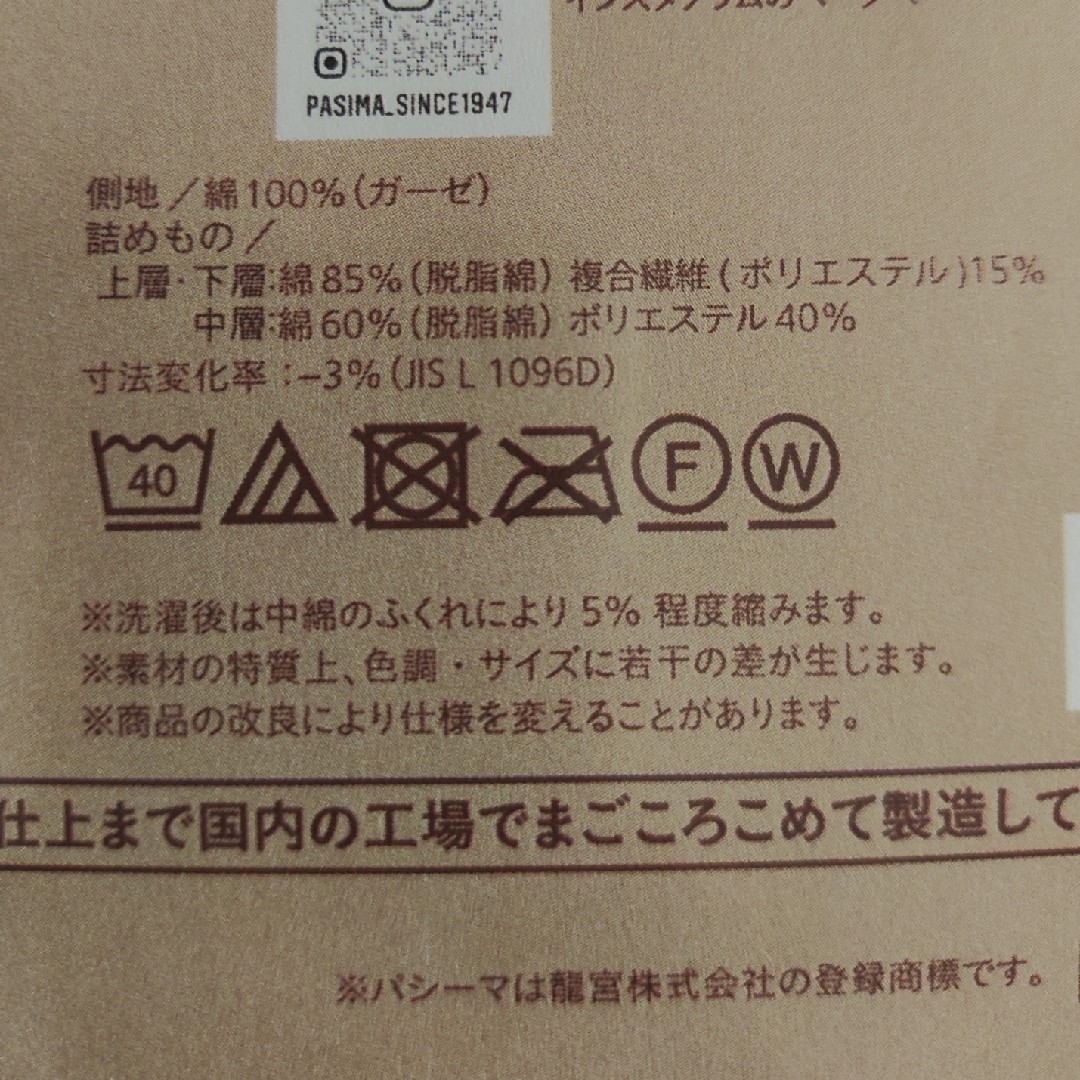 PASIMA_SINCE1947
側地／綿100%（ガーゼ）
詰めもの／
上層・下層:綿85%（脱脂綿）複合繊維(ポリエステル)15%
中層:綿60%（脱脂綿）ポリエステル40%
寸法変化率：–3%（JIS L 1096D）
40 F W
※洗濯後は中綿のふくれにより5%程度縮みます。
※素材の特質上、色調・サイズに若干の差が生じます。
※商品の改良により仕様を変えることがあります。
仕上まで国内の工場でまごころこめて製造して
※パシーマは龍宮株式会社の登録商標です。